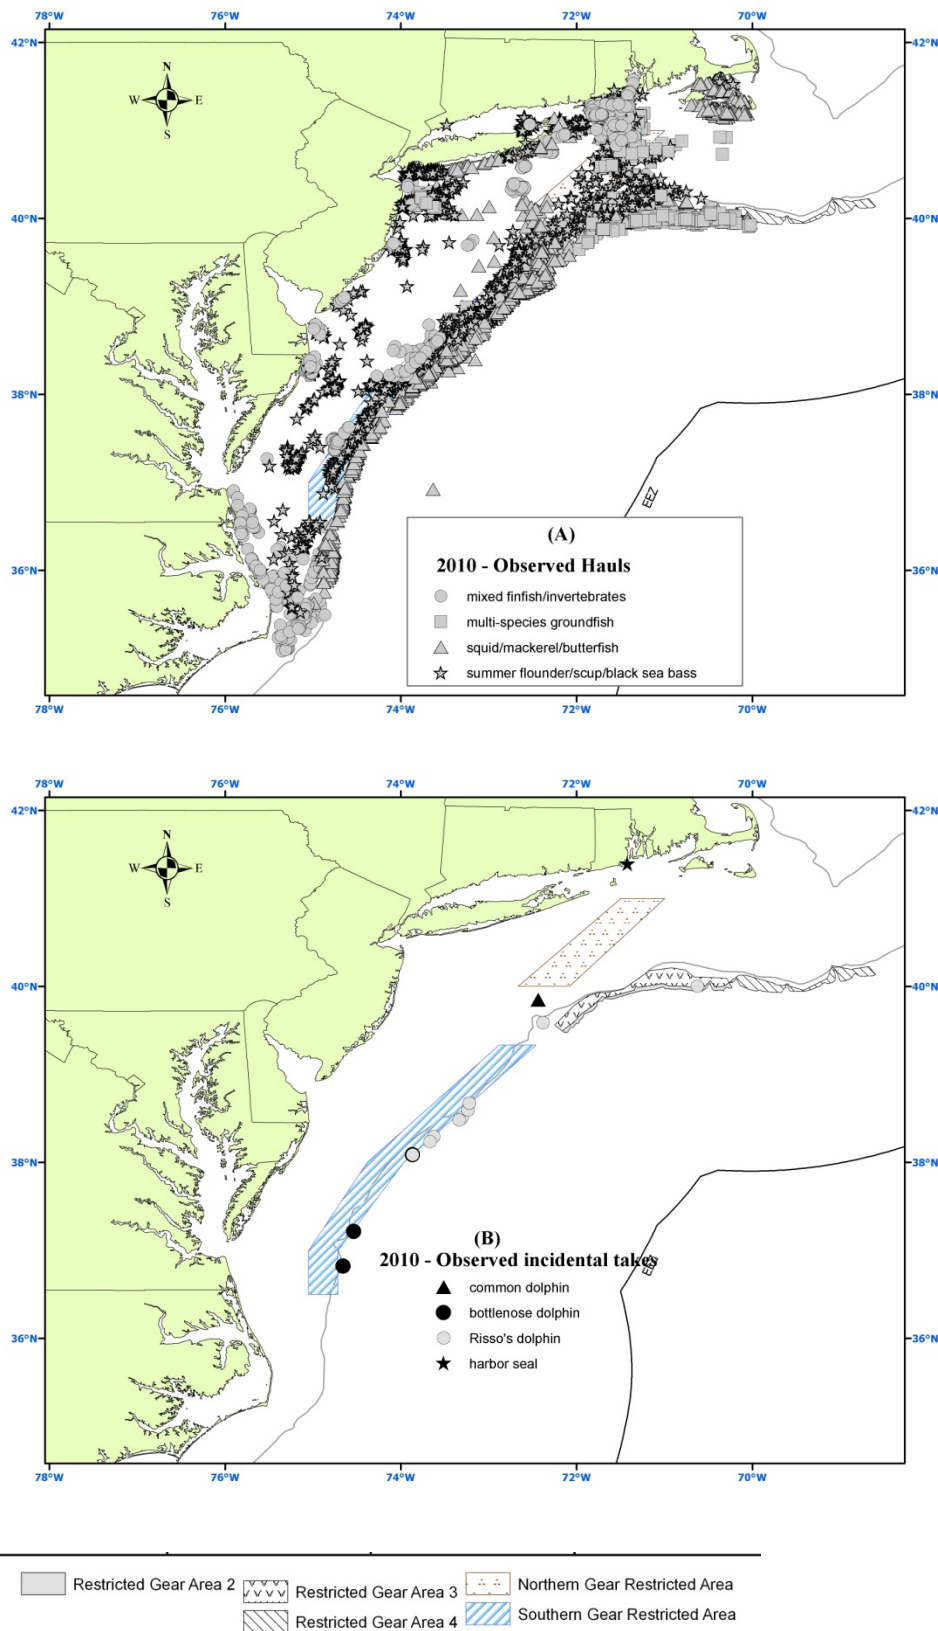 78°W 76°W 74°W 72°W 70°W
42°N 42°N
N
W E
S
40°N 40°N
38°N 38°N
EEZ
(A)
2010 - Observed Hauls
36°N 36°N
mixed finfish/invertebrates
multi-species groundfish
squid/mackerel/butterfish
summer flounder/scup/black sea bass
78°W 76°W 74°W 72°W 70°W
78°W 76°W 74°W 72°W 70°W
42°N 42°N
N
W E
S
40°N 40°N
38°N 38°N
(B)
2010 - Observed incidental takes
EEZ
common dolphin
bottlenose dolphin
36°N 36°N
Risso's dolphin
harbor seal
78°W 76°W 74°W 72°W 70°W
Restricted Gear Area 2 Restricted Gear Area 3 Northern Gear Restricted Area
Restricted Gear Area 4 Southern Gear Restricted Area